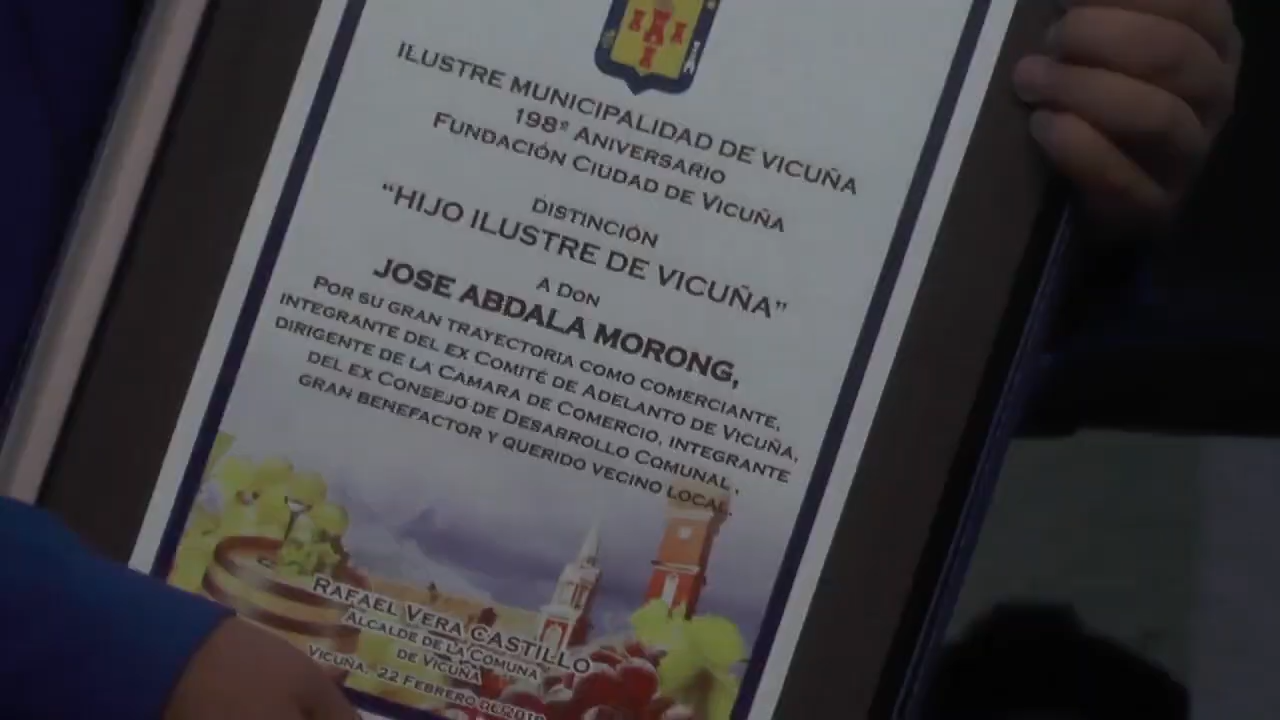 ILUSTRE MUNICIPALIDAD DE VICUÑA
198º ANIVERSARIO
FUNDACIÓN CIUDAD DE VICUÑA
DISTINCIÓN
“HIJO ILUSTRE DE VICUÑA”
A DON
JOSE ABDALA MORONG,
POR SU GRAN TRAYECTORIA COMO COMERCIANTE,
INTEGRANTE DEL EX COMITÉ DE ADELANTO DE VICUÑA,
DIRIGENTE DE LA CÁMARA DE COMERCIO, INTEGRANTE
DEL EX CONSEJO DE DESARROLLO COMUNAL ,
GRAN BENEFACTOR Y QUERIDO VECINO LOCAL.
RAFAEL VERA CASTILLO
ALCALDE DE LA COMUNA
DE VICUÑA
VICUÑA, 22 FEBRERO